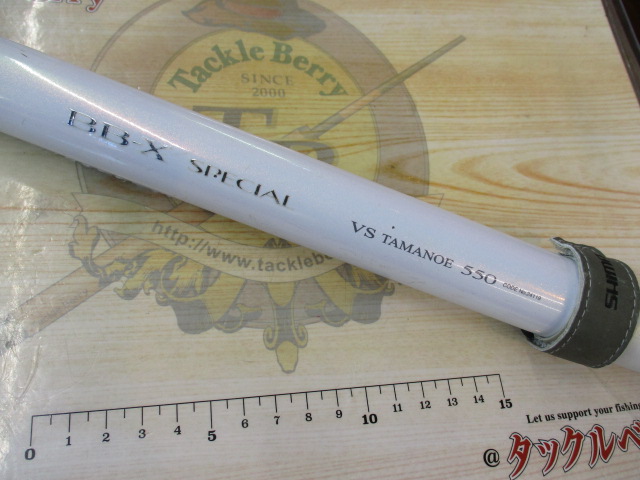 Tackle Berry
SINCE
2000
BB-X SPECIAL
VS TAMANOE 550
http://www.tackleb
0 1 2 3 4 5 6 7 8 9 10 11 12 13 14 15
Let us support your fishing
@タックルベ